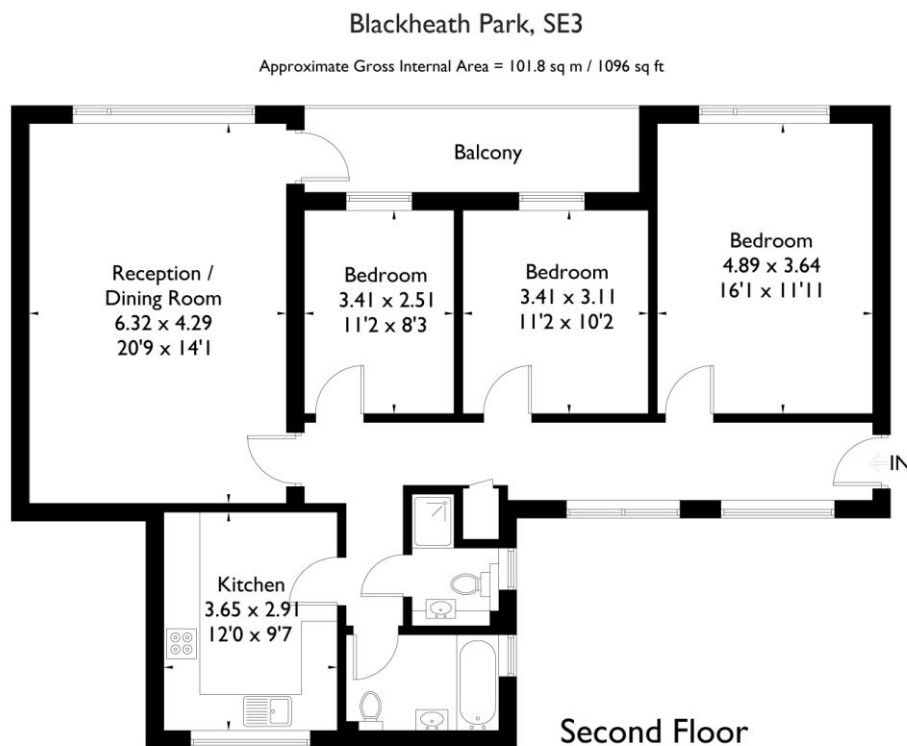 Blackheath Park, SE3
Approximate Gross Internal Area = 101.8 sq m / 1096 sq ft
Balcony
Reception /
Dining Room
6.32 x 4.29
20'9 x 14'1
Bedroom
3.41 x 2.51
11'2 x 8'3
Bedroom
3.41 x 3.11
11'2 x 10'2
Bedroom
4.89 x 3.64
16'1 x 11'11
IN
Kitchen
3.65 x 2.91
12'0 x 9'7
Second Floor